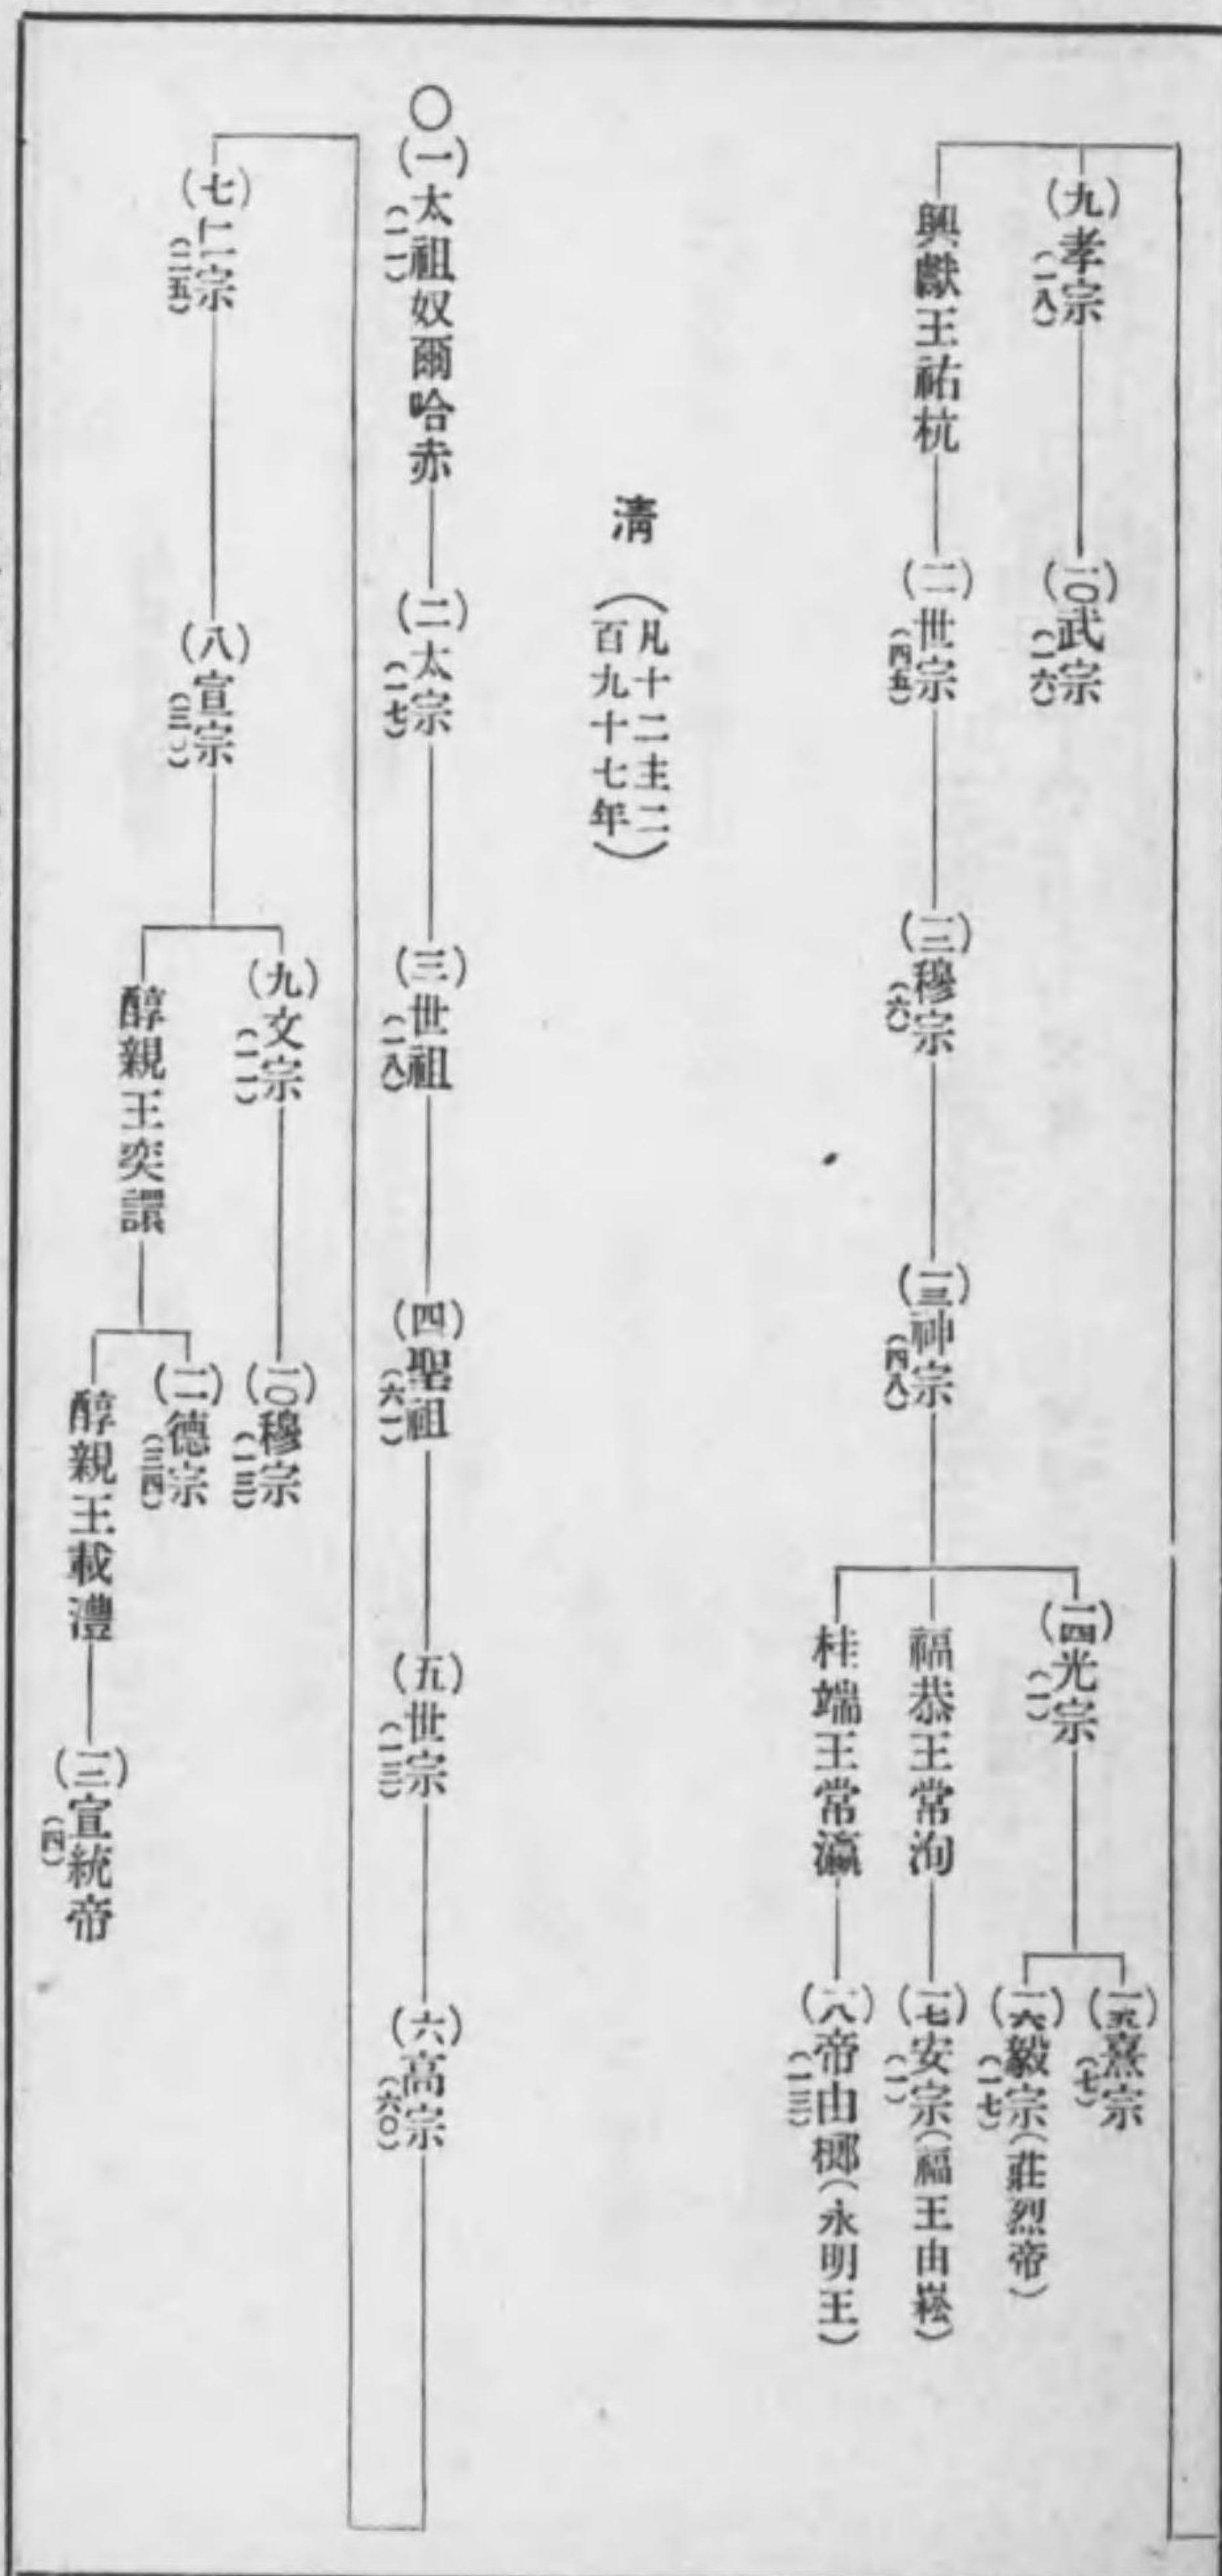 (九)孝宗(一八)
(一〇)武宗(一六)
興獻王祐杬
(一一)世宗(四五)
(一二)穆宗(六)
(一三)神宗(四八)
(一四)光宗(一)
(一五)熹宗(七)
(一六)毅宗(莊烈帝)(一七)
福恭王常洵
(一七)安宗(福王由崧)(一)
桂端王常瀛
(一八)帝由榔(永明王)(一三)
清(凡十二主二
百九十七年)
〇(一)太祖奴爾哈赤(一一)
(二)太宗(一七)
(三)世祖(一八)
(四)聖祖(六一)
(五)世宗(一三)
(六)高宗(六〇)
(七)仁宗(二五)
(八)宣宗(三〇)
(九)文宗(一一)
(一〇)穆宗(一三)
醇親王奕譞
(一一)德宗(三四)
醇親王載灃
(一二)宣統帝(四)